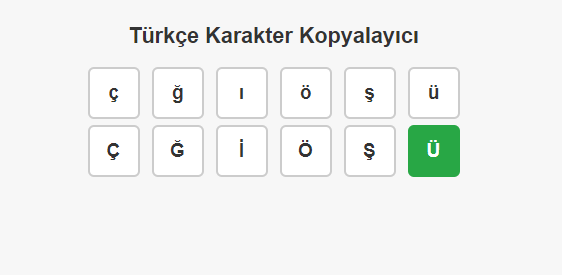 Türkçe Karakter Kopyalayıcı
ç ğ ı ö ş ü
Ç Ğ İ Ö Ş Ü